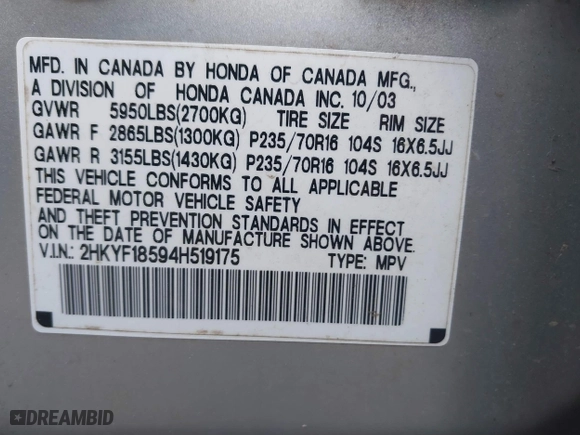 MFD. IN CANADA BY HONDA OF CANADA MFG.,
A DIVISION OF HONDA CANADA INC. 10/03
GVWR 5950LBS(2700KG) TIRE SIZE RIM SIZE
GAWR F 2865LBS(1300KG) P235/70R16 104S 16X6.5JJ
GAWR R 3155LBS(1430KG) P235/70R16 104S 16X6.5JJ
THIS VEHICLE CONFORMS TO ALL APPLICABLE
FEDERAL MOTOR VEHICLE SAFETY
AND THEFT PREVENTION STANDARDS IN EFFECT
ON THE DATE OF MANUFACTURE SHOWN ABOVE.
V.I.N.: 2HKYF18594H519175 TYPE: MPV
DREAMBID